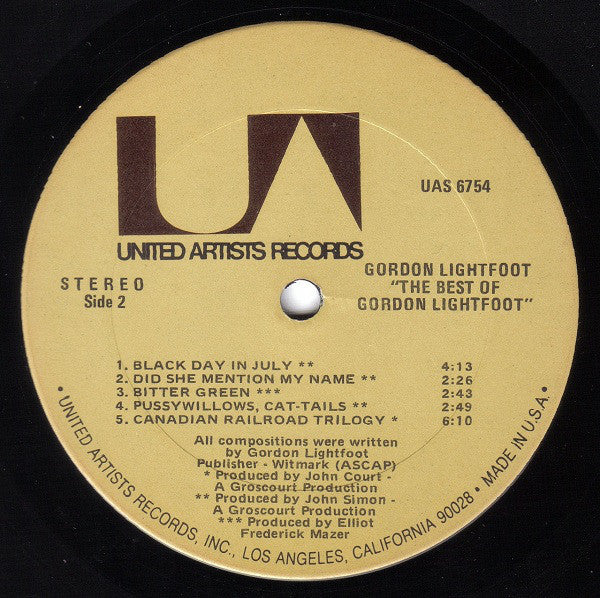 UA
UNITED ARTISTS RECORDS
UAS 6754
STEREO
Side 2
GORDON LIGHTFOOT
"THE BEST OF
GORDON LIGHTFOOT"
1. BLACK DAY IN JULY ** 4:13
2. DID SHE MENTION MY NAME ** 2:26
3. BITTER GREEN *** 2:43
4. PUSSYWILLOWS, CAT-TAILS ** 2:49
5. CANADIAN RAILROAD TRILOGY * 6:10
All compositions were written
by Gordon Lightfoot
Publisher - Witmark (ASCAP)
* Produced by John Court -
A Groscourt Production
** Produced by John Simon -
A Groscourt Production
*** Produced by Elliot
Frederick Mazer
• UNITED ARTISTS RECORDS, INC., LOS ANGELES, CALIFORNIA 90028 • MADE IN U.S.A. •